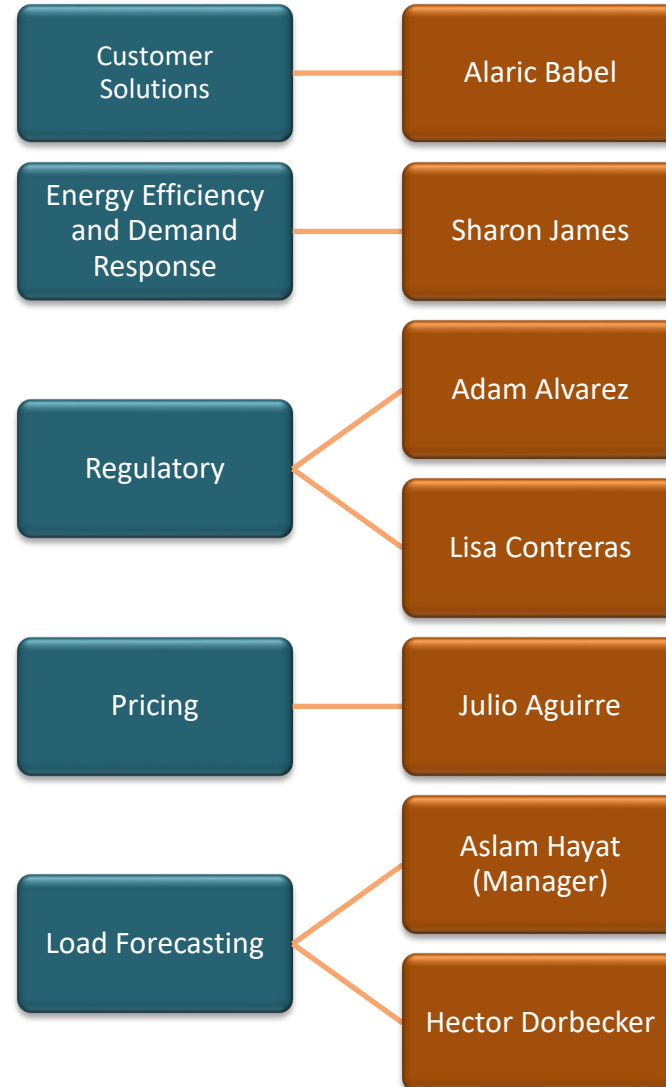 Customer
Solutions
Alaric Babel
Energy Efficiency
and Demand
Response
Sharon James
Regulatory
Adam Alvarez
Lisa Contreras
Pricing
Julio Aguirre
Load Forecasting
Aslam Hayat
(Manager)
Hector Dorbecker